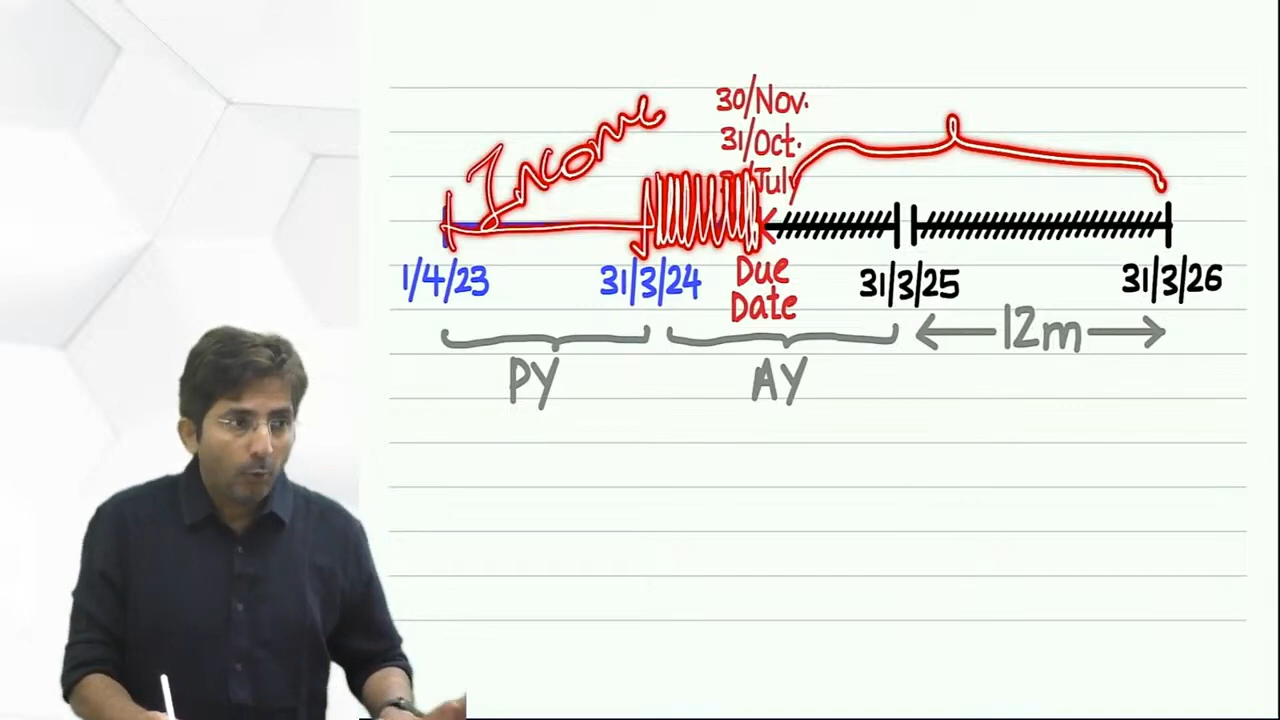 30/Nov.
31/Oct.
/July
Income
1/4/23
31/3/24
Due
Date
31/3/25
31/3/26
12m
PY
AY